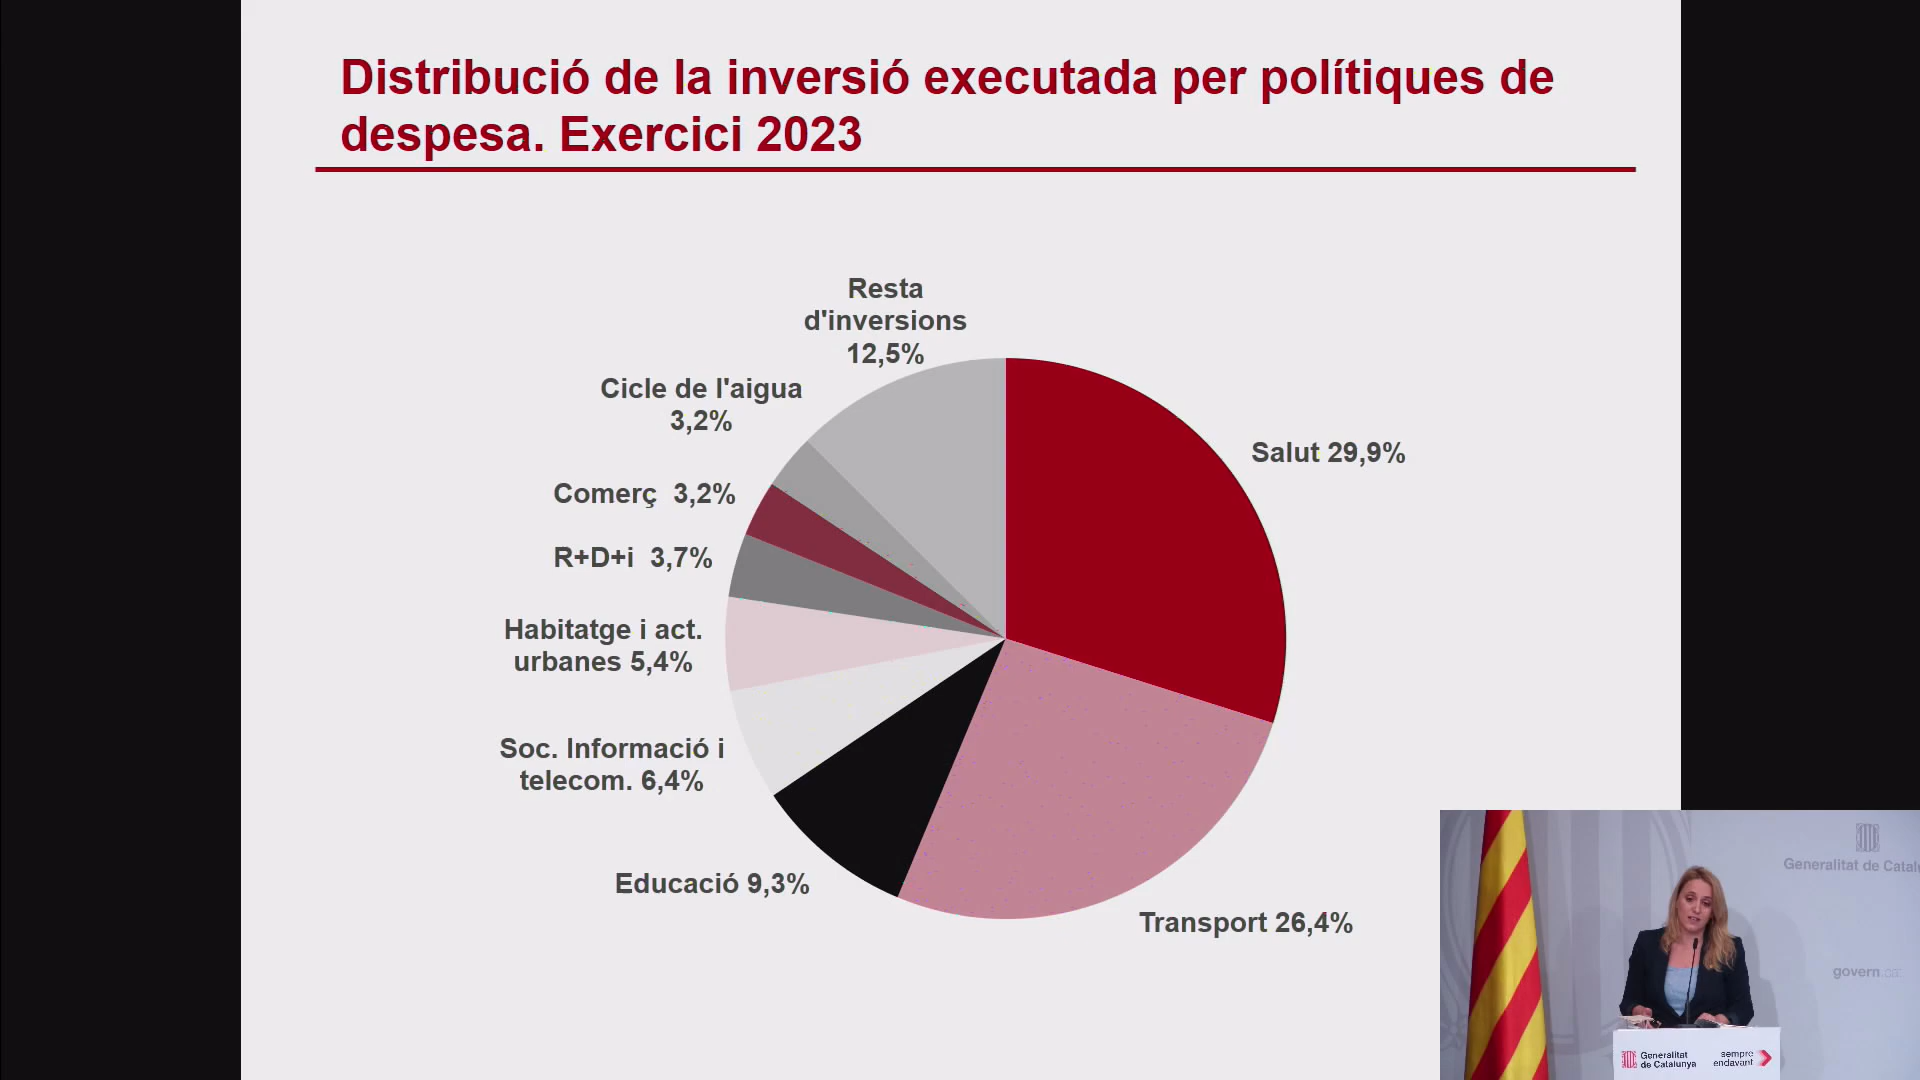 Distribució de la inversió executada per polítiques de
despesa. Exercici 2023
Resta
d'inversions
12,5%
Cicle de l'aigua
3,2%
Comerç 3,2%
R+D+i 3,7%
Habitatge i act.
urbanes 5,4%
Soc. Informació i
telecom. 6,4%
Educació 9,3%
Salut 29,9%
Transport 26,4%
Generalitat de
govern
Generalitat
de Catalunya
sempre
endavant